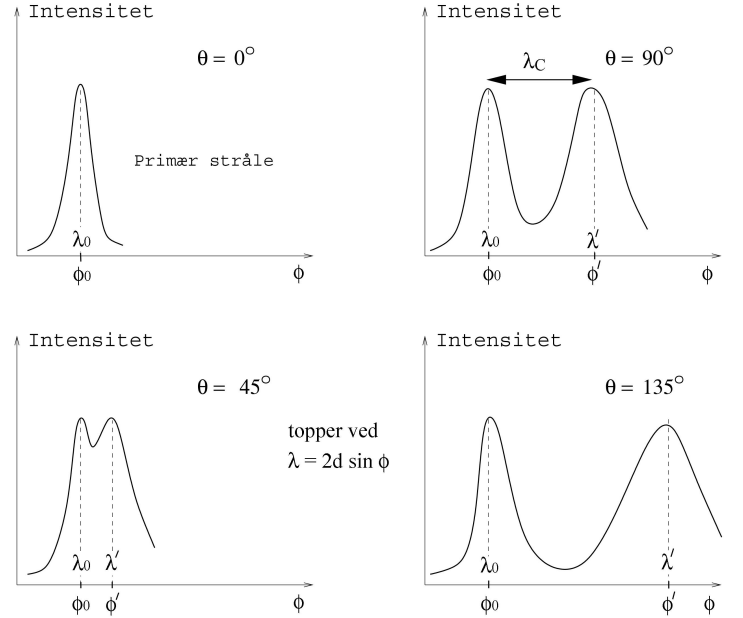 Intensitet
θ = 0°
Primær stråle
λ0
ϕ0
ϕ
Intensitet
λC
θ = 90°
λ0
λ′
ϕ0
ϕ′
ϕ
Intensitet
θ = 45°
topper ved
λ = 2d sin ϕ
λ0 λ′
ϕ0 ϕ′
ϕ
Intensitet
θ = 135°
λ0
λ′
ϕ0
ϕ′
ϕ